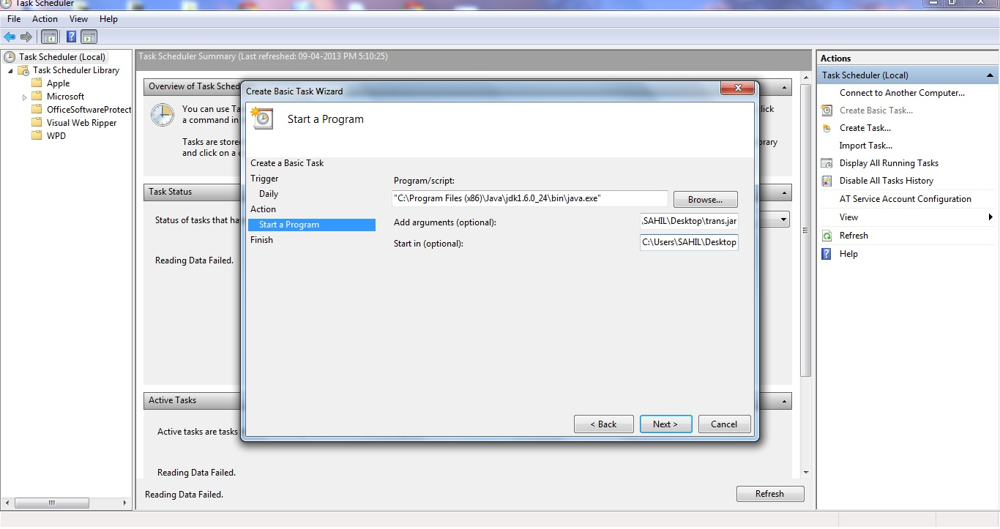 Task Scheduler
File Action View Help
Task Scheduler (Local)
Task Scheduler Library
Apple
Microsoft
OfficeSoftwareProtect
Visual Web Ripper
WPD
Task Scheduler Summary (Last refreshed: 09-04-2013 PM 5:10:25)
Overview of Task Sched
You can use Ta
lick
a command in
Tasks are store
rary
and click on a
Task Status
Status of tasks that ha
Reading Data Failed.
Active Tasks
Active tasks are tasks
Reading Data Failed.
Reading Data Failed.
Refresh
Create Basic Task Wizard
Start a Program
Create a Basic Task
Trigger
Daily
Action
Start a Program
Finish
Program/script:
"C:\Program Files (x86)\Java\jdk1.6.0_24\bin\java.exe"
Browse...
Add arguments (optional):
\SAHIL\Desktop\trans.jar
Start in (optional):
C:\Users\SAHIL\Desktop
< Back
Next >
Cancel
Actions
Task Scheduler (Local)
Connect to Another Computer...
Create Basic Task...
Create Task...
Import Task...
Display All Running Tasks
Disable All Tasks History
AT Service Account Configuration
View
Refresh
Help